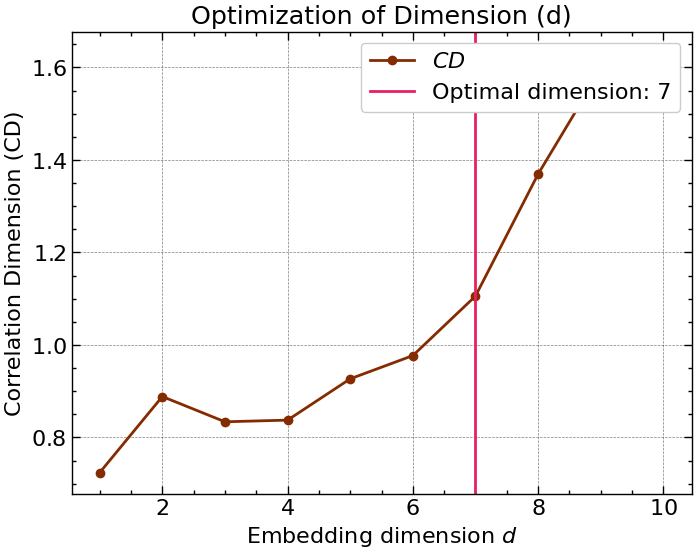 Optimization of Dimension (d)
Correlation Dimension (CD)
1.6
1.4
1.2
1.0
0.8
CD
Optimal dimension: 7
2 4 6 8 10
Embedding dimension d